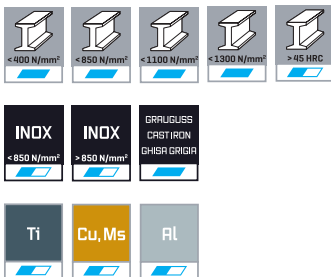 <400 N/mm² <850 N/mm² <1100 N/mm² <1300 N/mm² >45 HRC
INOX INOX GRAUGUSS
CAST IRON
GHISA GRIGIA
<850 N/mm² >850 N/mm²
Ti Cu, Ms Al